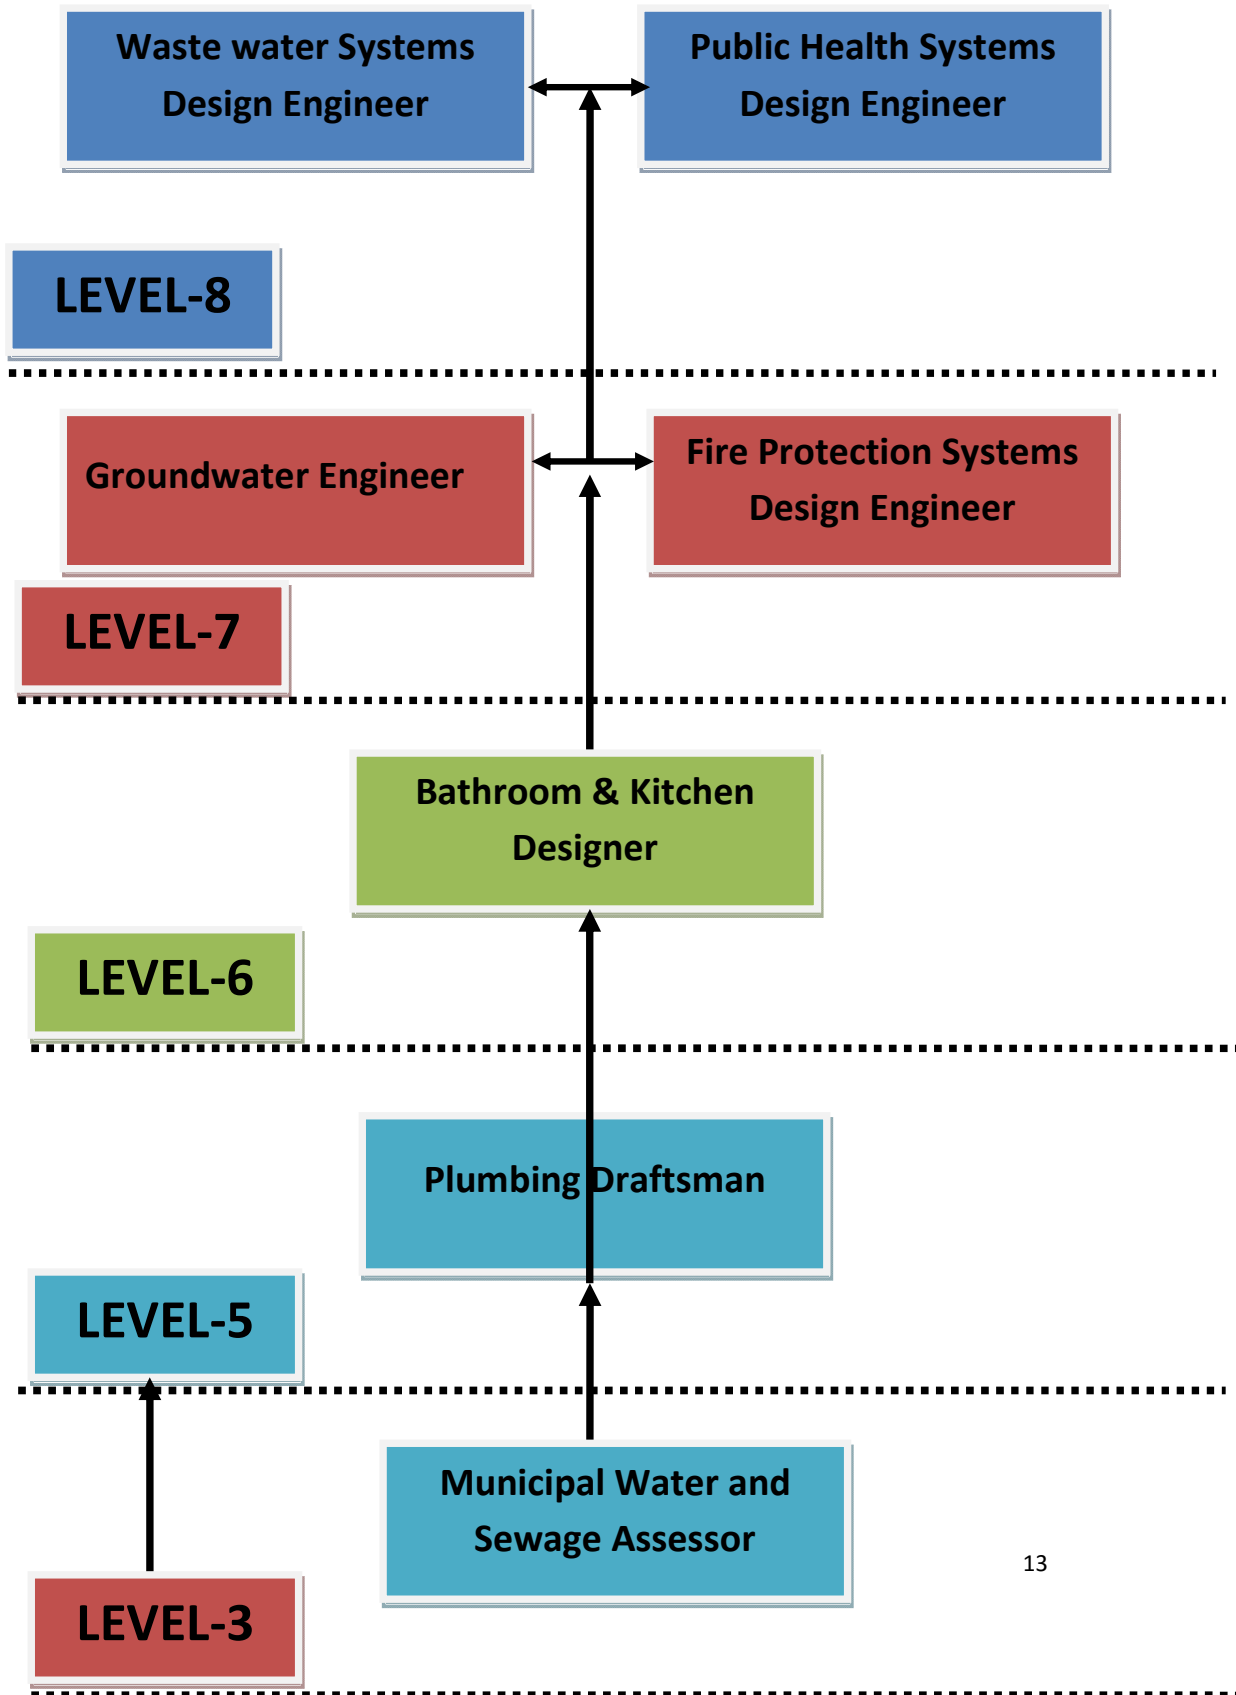 Waste water Systems
Design Engineer
Public Health Systems
Design Engineer
LEVEL-8
Groundwater Engineer
Fire Protection Systems
Design Engineer
LEVEL-7
Bathroom & Kitchen
Designer
LEVEL-6
Plumbing Draftsman
LEVEL-5
Municipal Water and
Sewage Assessor
13
LEVEL-3